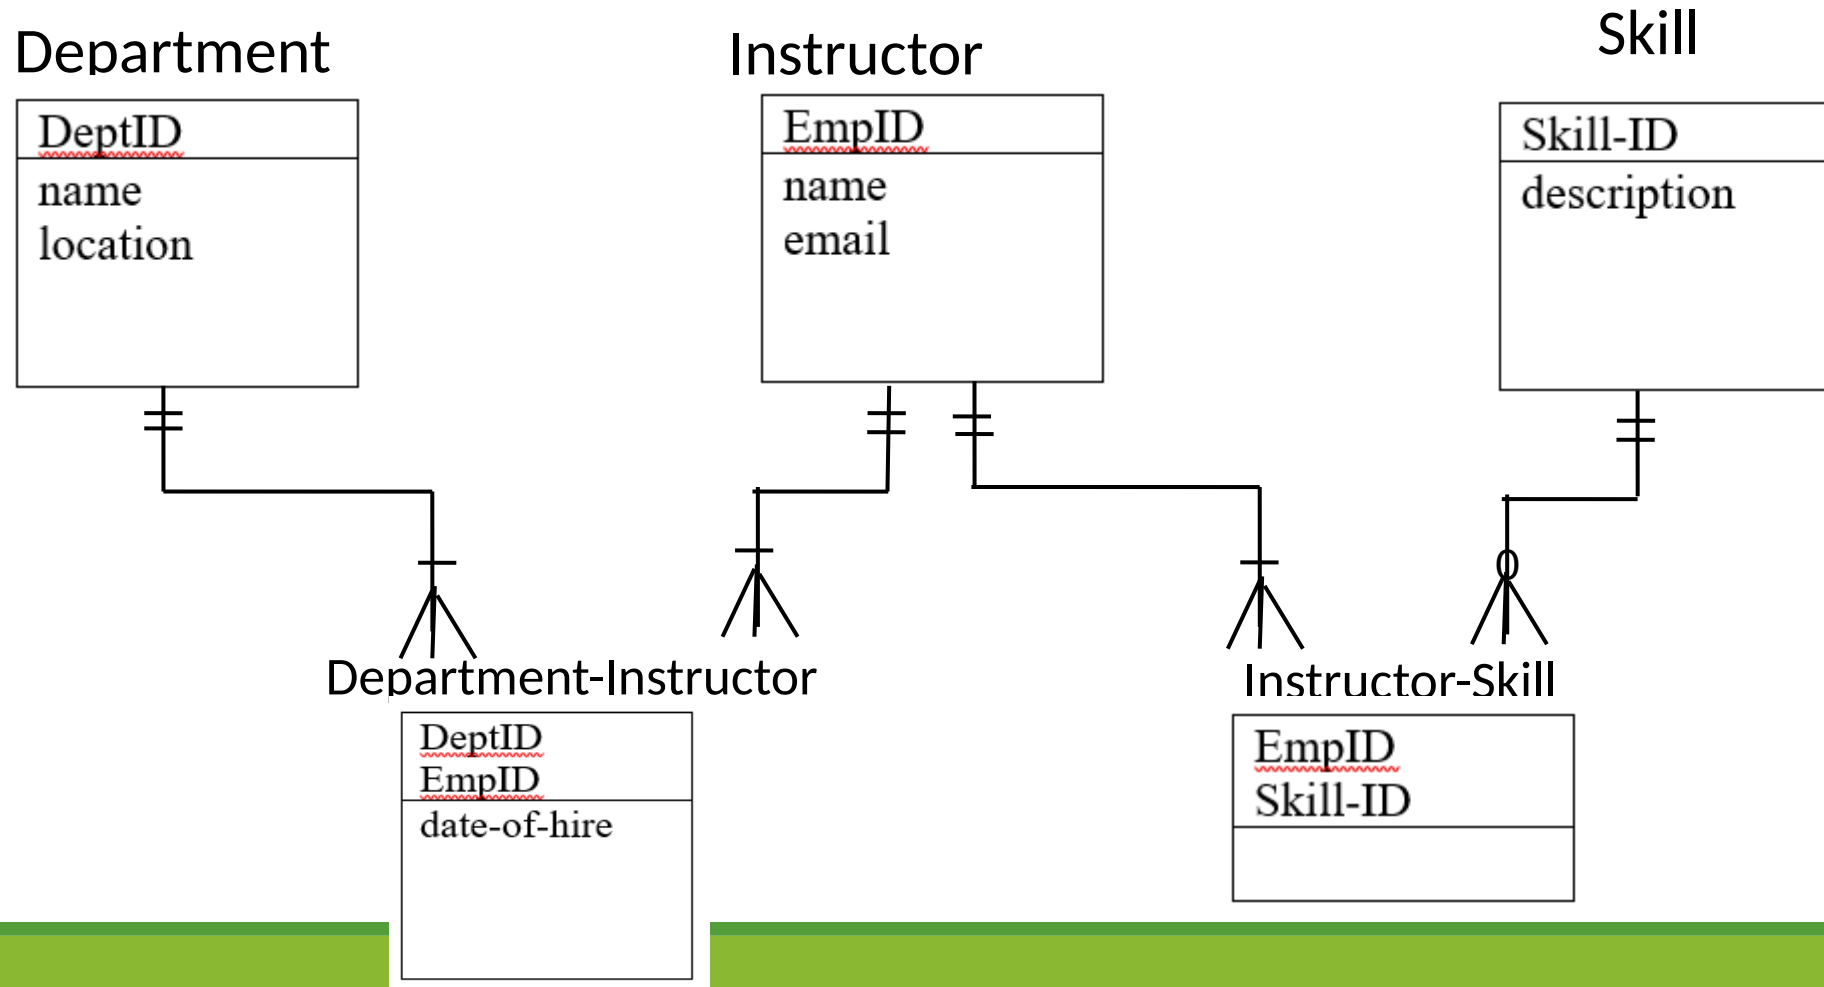 Department
DeptID
name
location
Instructor
EmpID
name
email
Skill
Skill-ID
description
0
Department-Instructor
DeptID
EmpID
date-of-hire
Instructor-Skill
EmpID
Skill-ID